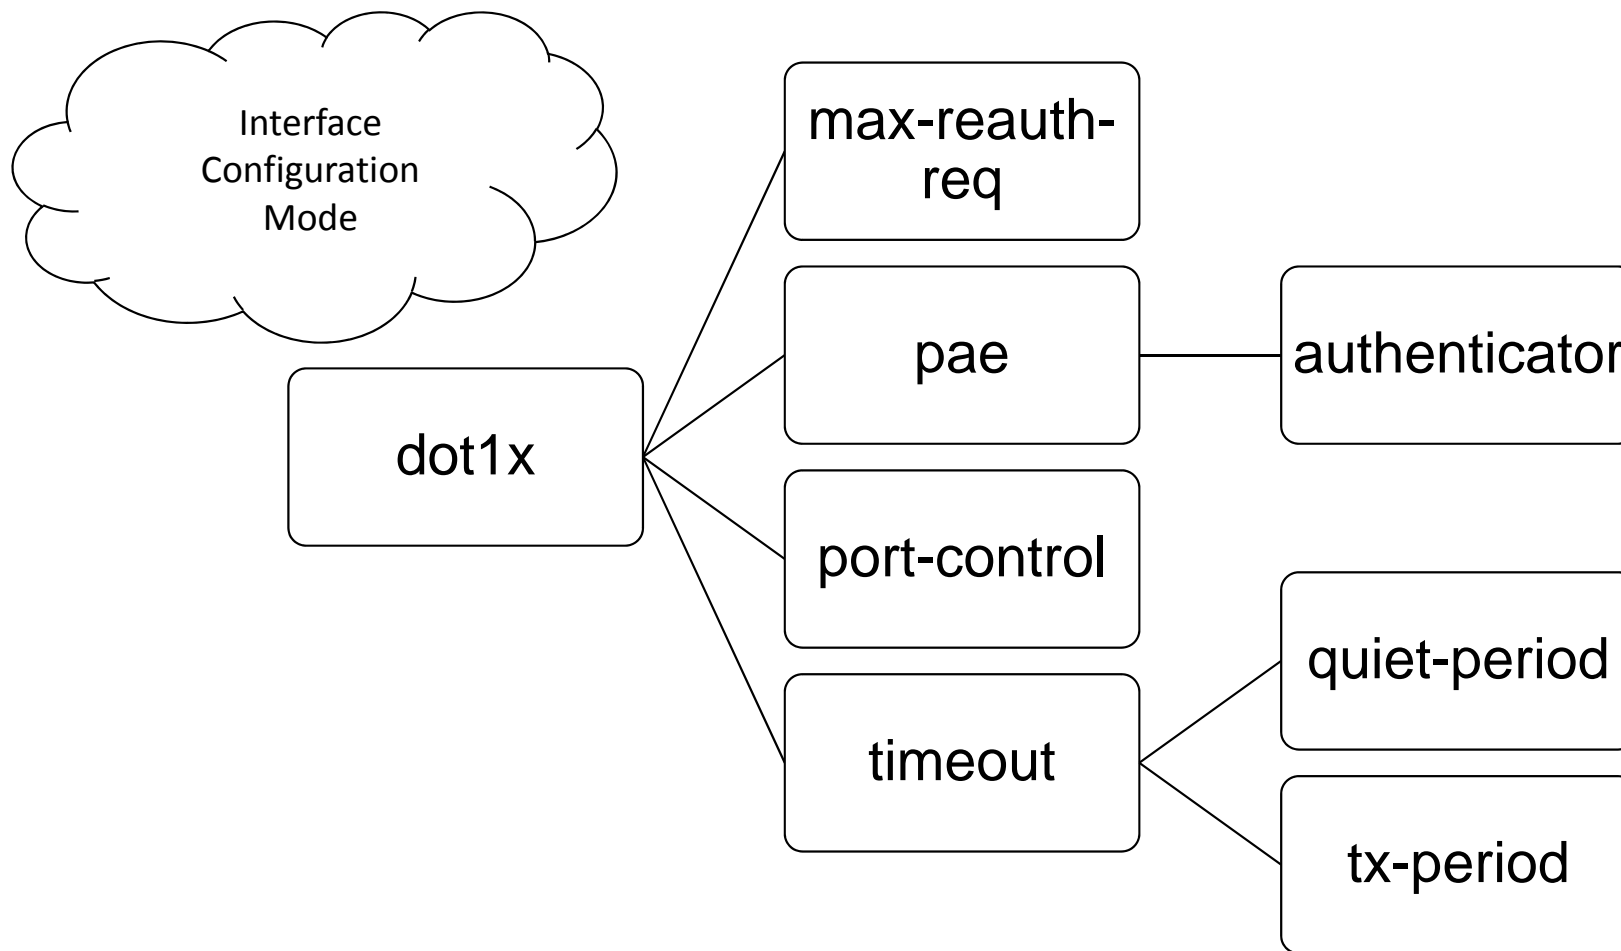 Interface
Configuration
Mode
dot1x
max-reauth-
req
pae
authenticator
port-control
timeout
quiet-period
tx-period